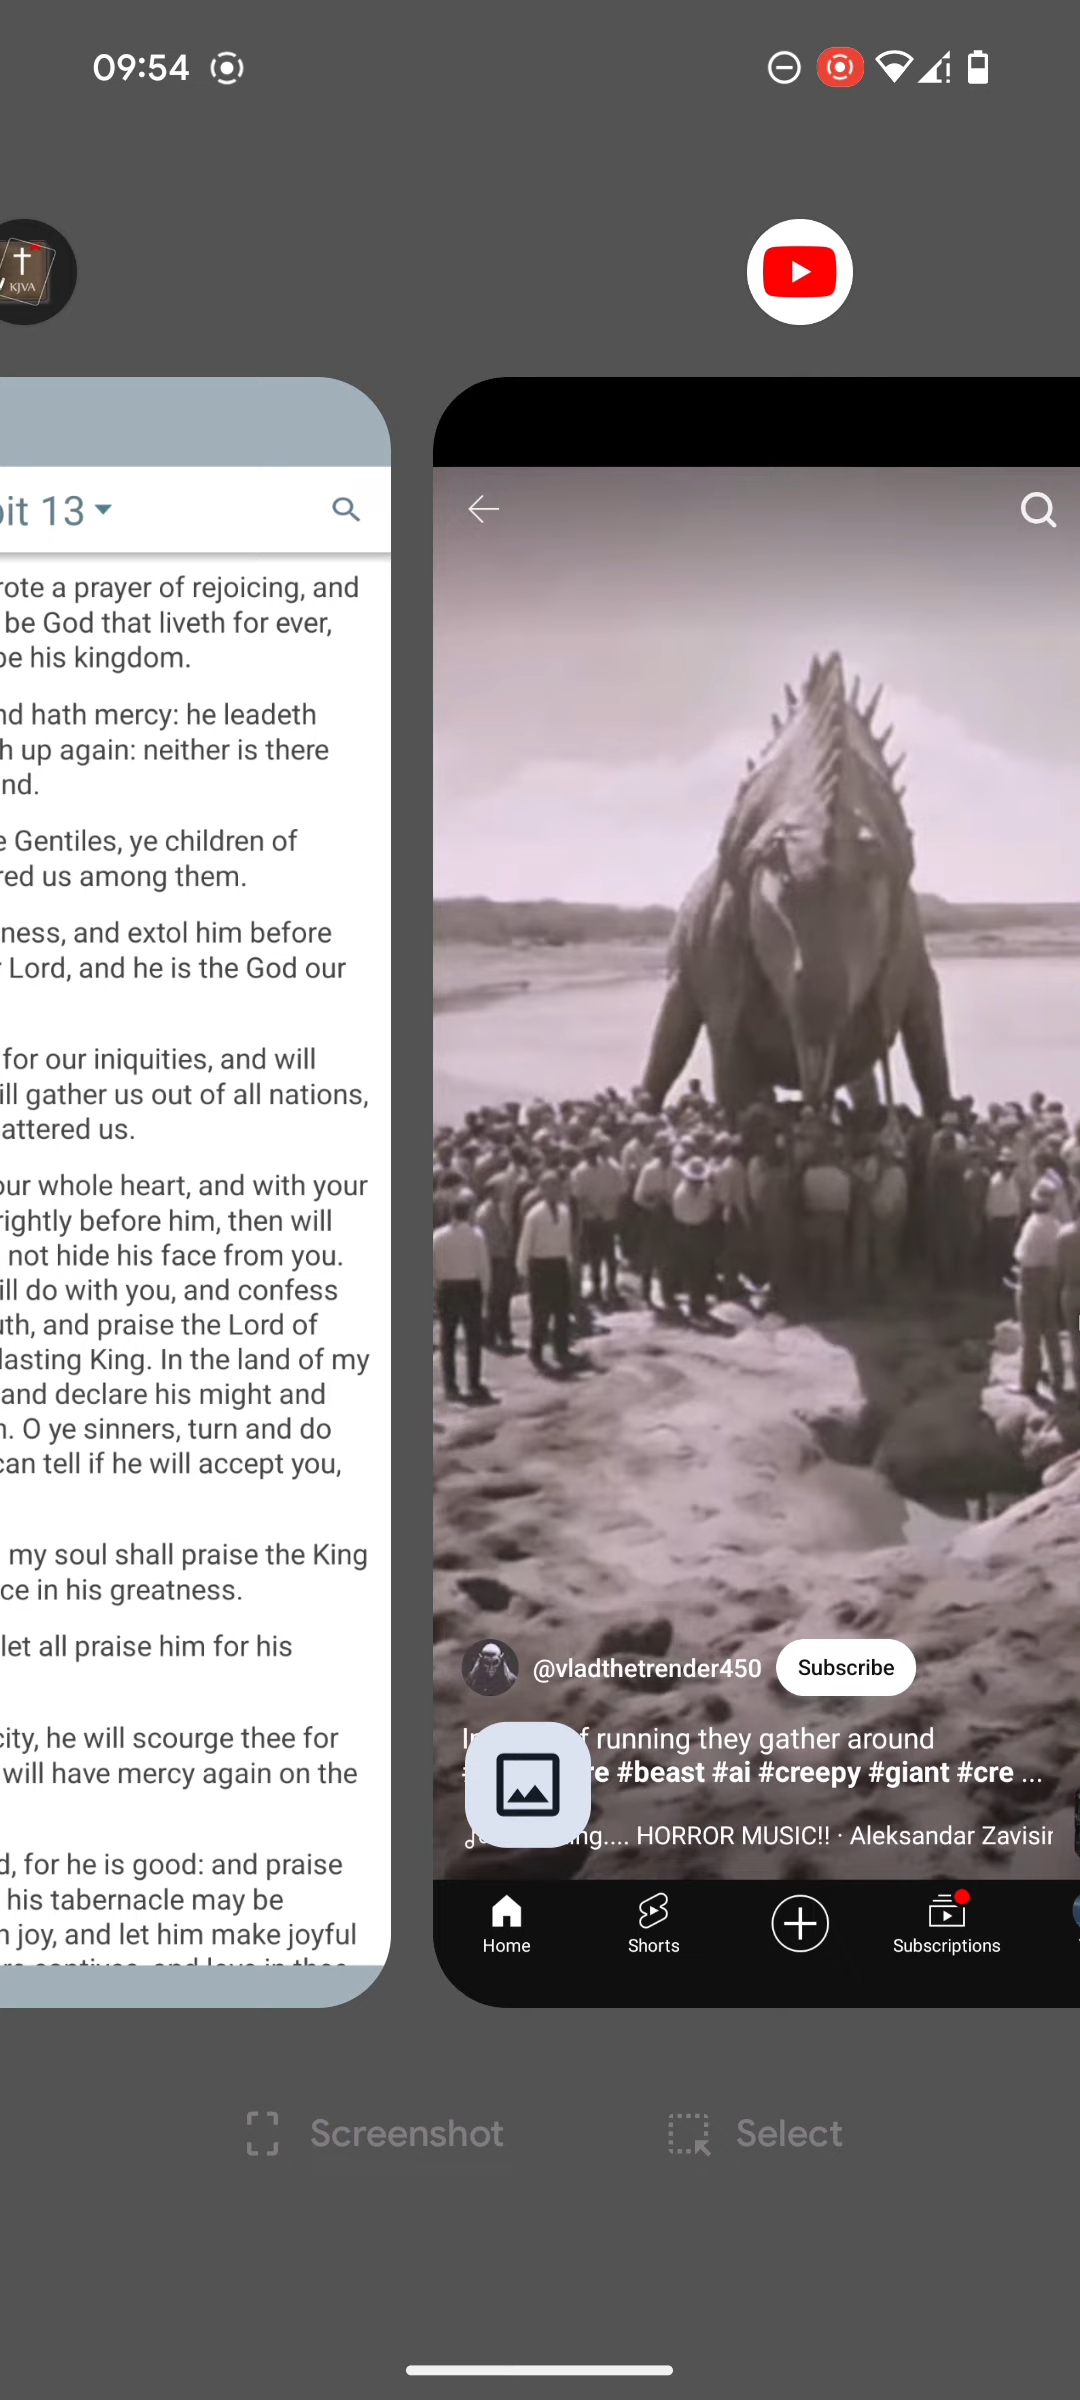 09:54
KJVA
it 13
rote a prayer of rejoicing, and
be God that liveth for ever,
be his kingdom.
nd hath mercy: he leadeth
h up again: neither is there
nd.
e Gentiles, ye children of
red us among them.
ness, and extol him before
r Lord, and he is the God our
for our iniquities, and will
ill gather us out of all nations,
attered us.
our whole heart, and with your
rightly before him, then will
not hide his face from you.
ill do with you, and confess
uth, and praise the Lord of
lasting King. In the land of my
and declare his might and
n. O ye sinners, turn and do
can tell if he will accept you,
my soul shall praise the King
ce in his greatness.
let all praise him for his
city, he will scourge thee for
will have mercy again on the
d, for he is good: and praise
his tabernacle may be
n joy, and let him make joyful
@vladthetrender450
Subscribe
f running they gather around
re #beast #ai #creepy #giant #cre ...
ng.... HORROR MUSIC!! · Aleksandar Zavisin
Home
Shorts
Subscriptions
Screenshot
Select